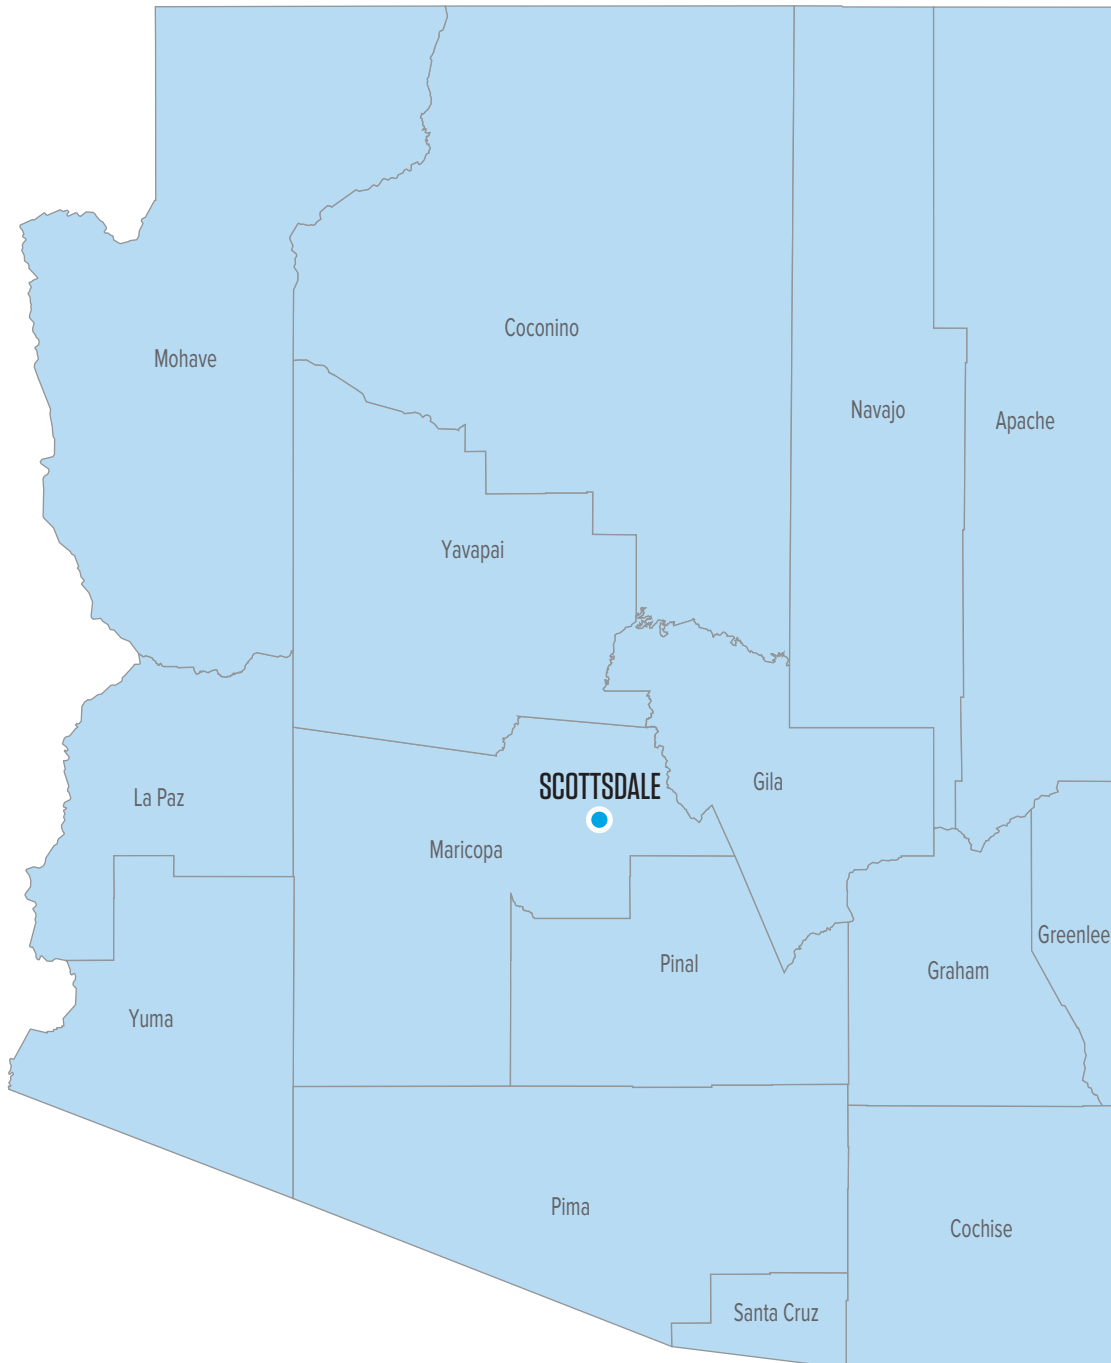 Coconino
Mohave
Navajo
Apache
Yavapai
SCOTTSDALE
Gila
La Paz
Maricopa
Greenlee
Pinal
Graham
Yuma
Pima
Cochise
Santa Cruz